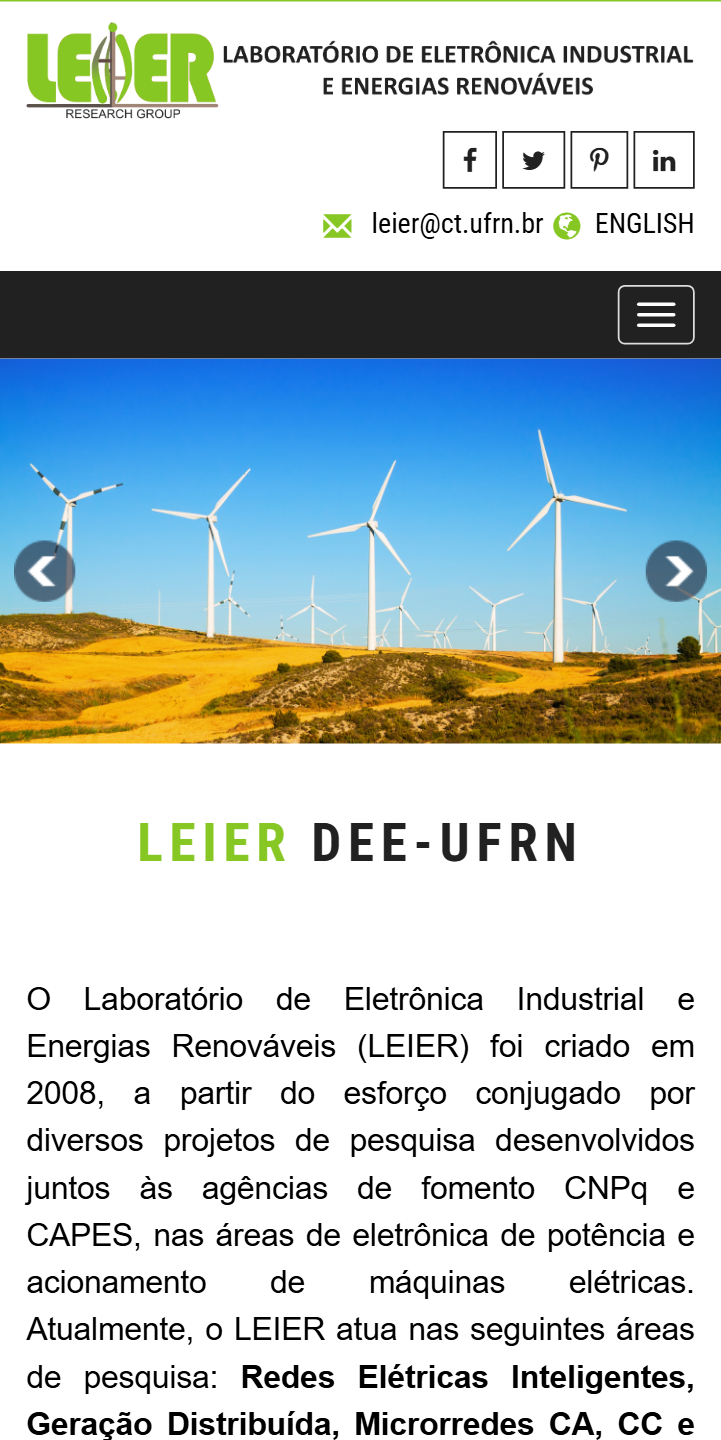 LEIER
RESEARCH GROUP
LABORATÓRIO DE ELETRÔNICA INDUSTRIAL
E ENERGIAS RENOVÁVEIS
leier@ct.ufrn.br ENGLISH
LEIER DEE-UFRN
O Laboratório de Eletrônica Industrial e
Energias Renováveis (LEIER) foi criado em
2008, a partir do esforço conjugado por
diversos projetos de pesquisa desenvolvidos
juntos às agências de fomento CNPq e
CAPES, nas áreas de eletrônica de potência e
acionamento de máquinas elétricas.
Atualmente, o LEIER atua nas seguintes áreas
de pesquisa: Redes Elétricas Inteligentes,
Geração Distribuída, Microrredes CA, CC e